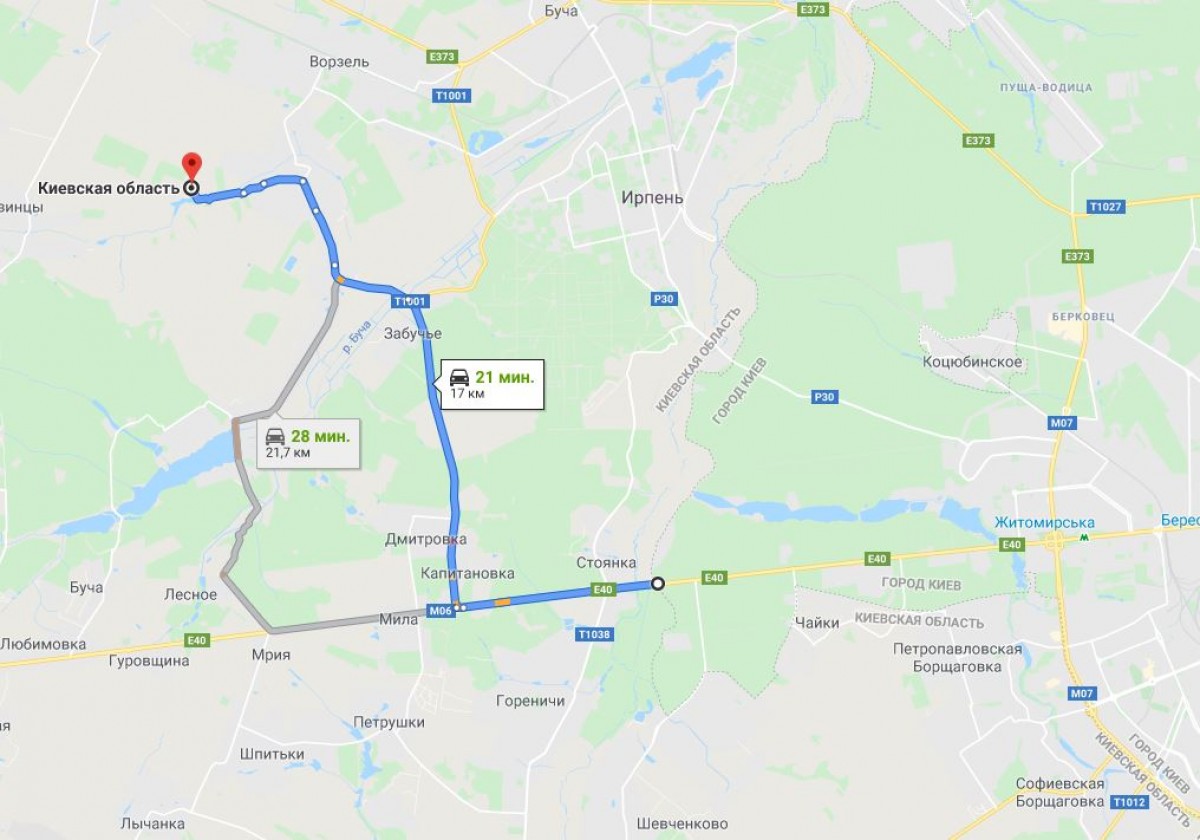 Буча
E373
E373
Ворзель
T1001
ПУЩА-ВОДИЦА
E373
Киевская область
Ирпень
T1027
E373
P30
T1001
БЕРКОВЕЦ
Забучье
р. Буча
КИЕВСКАЯ ОБЛАСТЬ
ГОРОД КИЕВ
Коцюбинское
21 мин.
17 км
P30
M07
28 мин.
21,7 км
Житомирська
Дмитровка
E40
E40
Стоянка
Капитановка
E40
E40
ГОРОД КИЕВ
Буча
Лесное
M06
Мила
Чайки
КИЕВСКАЯ ОБЛАСТЬ
T1038
Любимовка
E40
Гуровщина
Мрия
Петропавловская
Борщаговка
M07
Гореничи
Петрушки
Шпитьки
КИЕВСКАЯ ОБЛАСТЬ
ГОРОД КИЕВ
Софиевская
Борщаговка
T1012
Лычанка
Шевченково